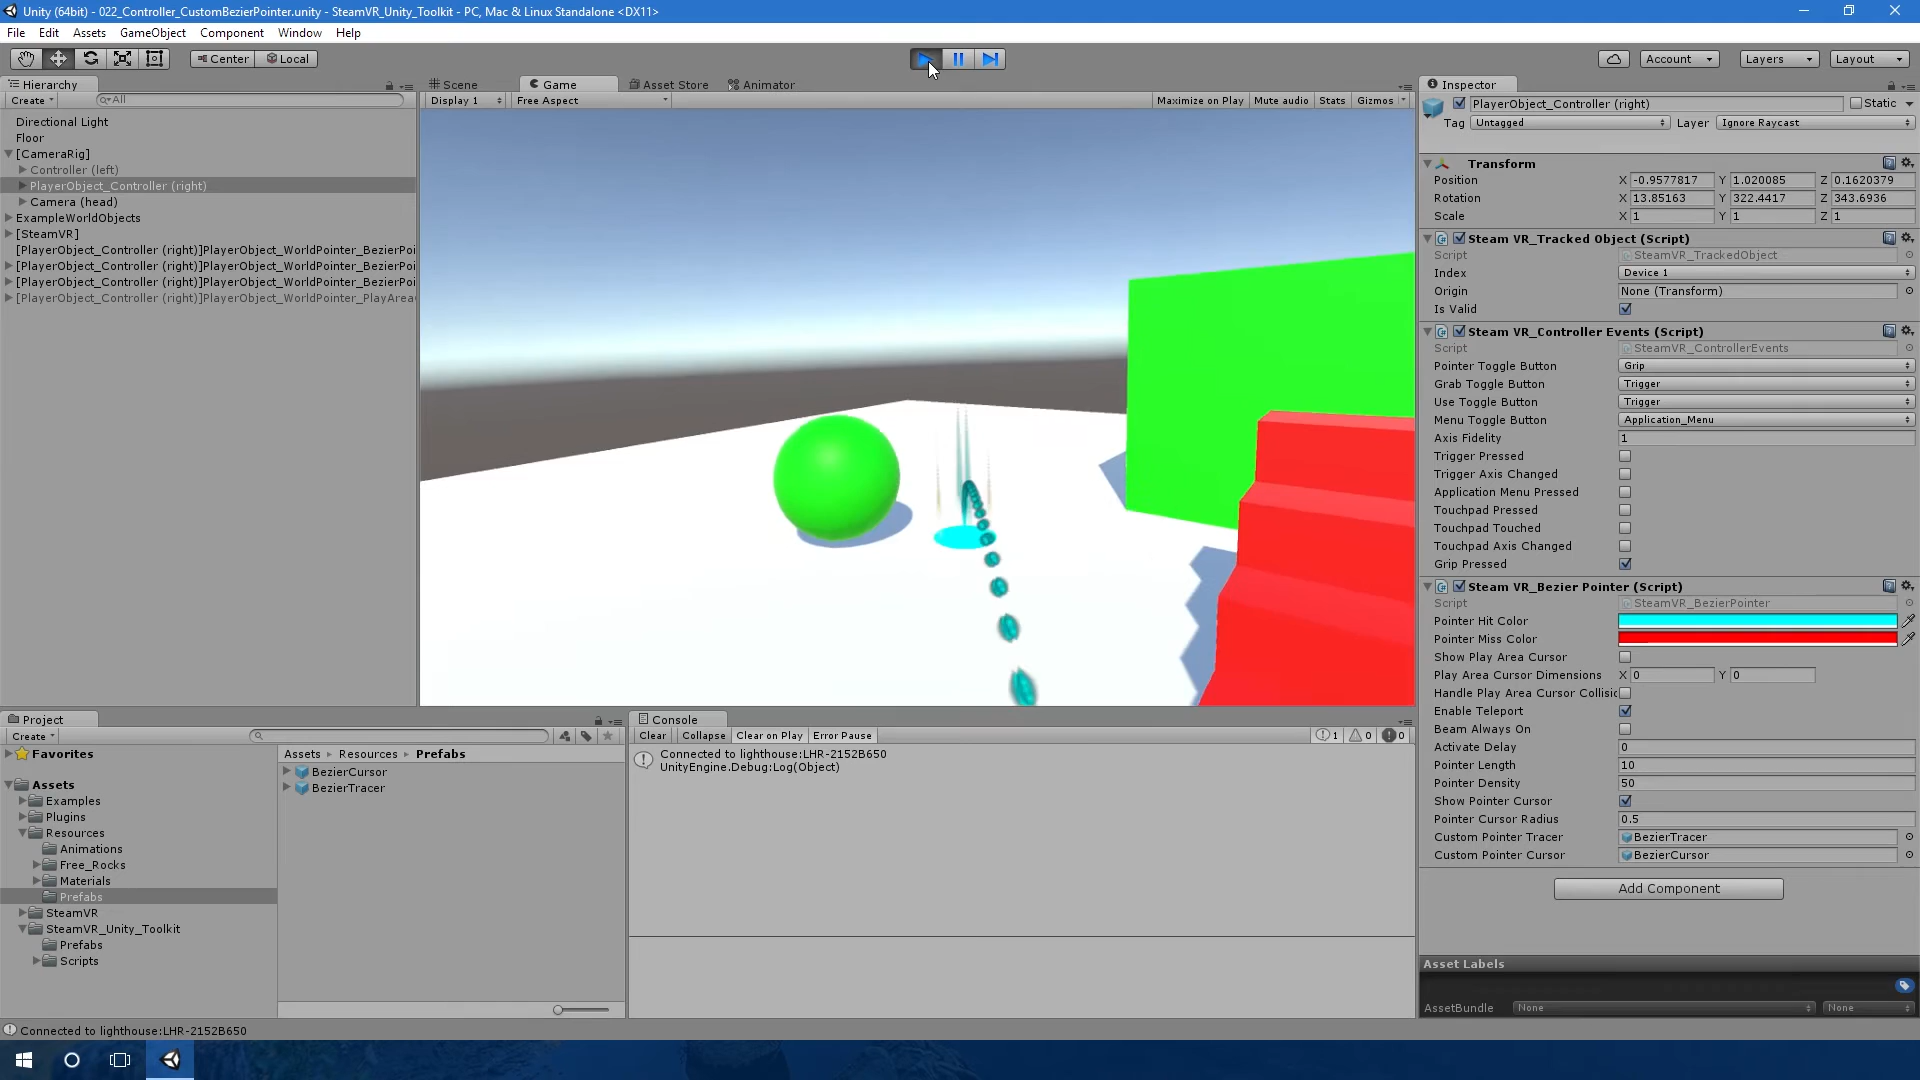 Unity (64bit) - 022_Controller_CustomBezierPointer.unity - SteamVR_Unity_Toolkit - PC, Mac & Linux Standalone <DX11>
File Edit Assets GameObject Component Window Help
Center Local Account Layers Layout
Hierarchy
Create All
Directional Light
Floor
[CameraRig]
Controller (left)
PlayerObject_Controller (right)
Camera (head)
ExampleWorldObjects
[SteamVR]
[PlayerObject_Controller (right)]PlayerObject_WorldPointer_BezierPoi
[PlayerObject_Controller (right)]PlayerObject_WorldPointer_BezierPoi
[PlayerObject_Controller (right)]PlayerObject_WorldPointer_BezierPoi
[PlayerObject_Controller (right)]PlayerObject_WorldPointer_PlayArea
Scene Game Asset Store Animator
Display 1 Free Aspect Maximize on Play Mute audio Stats Gizmos
Inspector
PlayerObject_Controller (right) Static
Tag Untagged Layer Ignore Raycast
Transform
Position X -0.9577817 Y 1.020085 Z 0.1620379
Rotation X 13.85163 Y 322.4417 Z 343.6936
Scale X 1 Y 1 Z 1
Steam VR_Tracked Object (Script)
Script SteamVR_TrackedObject
Index Device 1
Origin None (Transform)
Is Valid
Steam VR_Controller Events (Script)
Script SteamVR_ControllerEvents
Pointer Toggle Button Grip
Grab Toggle Button Trigger
Use Toggle Button Trigger
Menu Toggle Button Application_Menu
Axis Fidelity 1
Trigger Pressed
Trigger Axis Changed
Application Menu Pressed
Touchpad Pressed
Touchpad Touched
Touchpad Axis Changed
Grip Pressed
Steam VR_Bezier Pointer (Script)
Script SteamVR_BezierPointer
Pointer Hit Color
Pointer Miss Color
Show Play Area Cursor
Play Area Cursor Dimensions X 0 Y 0
Handle Play Area Cursor Collisic
Enable Teleport
Beam Always On
Activate Delay 0
Pointer Length 10
Pointer Density 50
Show Pointer Cursor
Pointer Cursor Radius 0.5
Custom Pointer Tracer BezierTracer
Custom Pointer Cursor BezierCursor
Add Component
Asset Labels
AssetBundle None None
Project
Create
Favorites
Assets
Examples
Plugins
Resources
Animations
Free_Rocks
Materials
Prefabs
SteamVR
SteamVR_Unity_Toolkit
Prefabs
Scripts
Assets Resources Prefabs
BezierCursor
BezierTracer
Console
Clear Collapse Clear on Play Error Pause 1 0 0
Connected to lighthouse:LHR-2152B650
UnityEngine.Debug:Log(Object)
Connected to lighthouse:LHR-2152B650